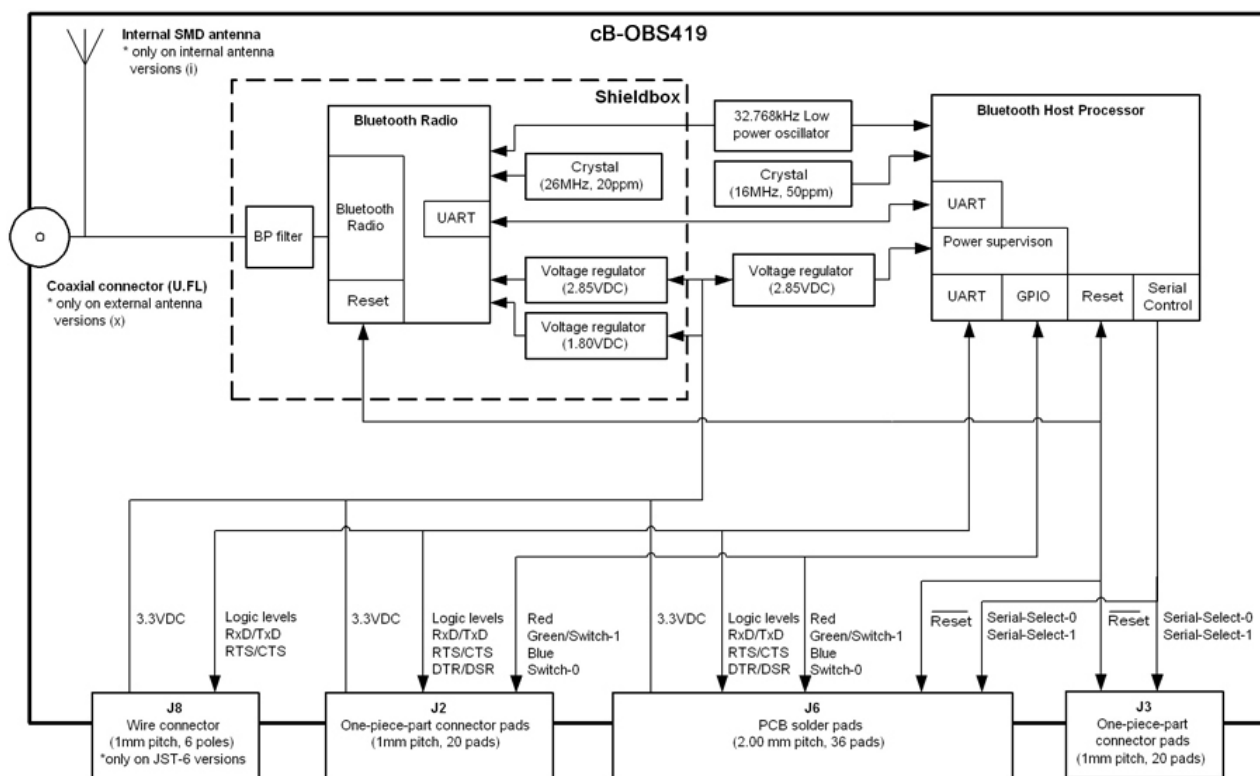 cB-OBS419
Internal SMD antenna
* only on internal antenna
versions (i)
Shieldbox
Bluetooth Radio
32.768kHz Low
power oscillator
Bluetooth Host Processor
Crystal
(26MHz, 20ppm)
Crystal
(16MHz, 50ppm)
Bluetooth
Radio
UART
UART
BP filter
Power supervison
Voltage regulator
(2.85VDC)
Voltage regulator
(2.85VDC)
Coaxial connector (U.FL)
* only on external antenna
versions (x)
Reset
UART
GPIO
Reset
Serial
Control
Voltage regulator
(1.80VDC)
3.3VDC
Logic levels
RxD/TxD
RTS/CTS
3.3VDC
Logic levels
RxD/TxD
RTS/CTS
DTR/DSR
Red
Green/Switch-1
Blue
Switch-0
3.3VDC
Logic levels
RxD/TxD
RTS/CTS
DTR/DSR
Red
Green/Switch-1
Blue
Switch-0
Reset
Serial-Select-0
Serial-Select-1
Reset
Serial-Select-0
Serial-Select-1
J8
Wire connector
(1mm pitch, 6 poles)
*only on JST-6 versions
J2
One-piece-part connector pads
(1mm pitch, 20 pads)
J6
PCB solder pads
(2.00 mm pitch, 36 pads)
J3
One-piece-part
connector pads
(1mm pitch, 20 pads)